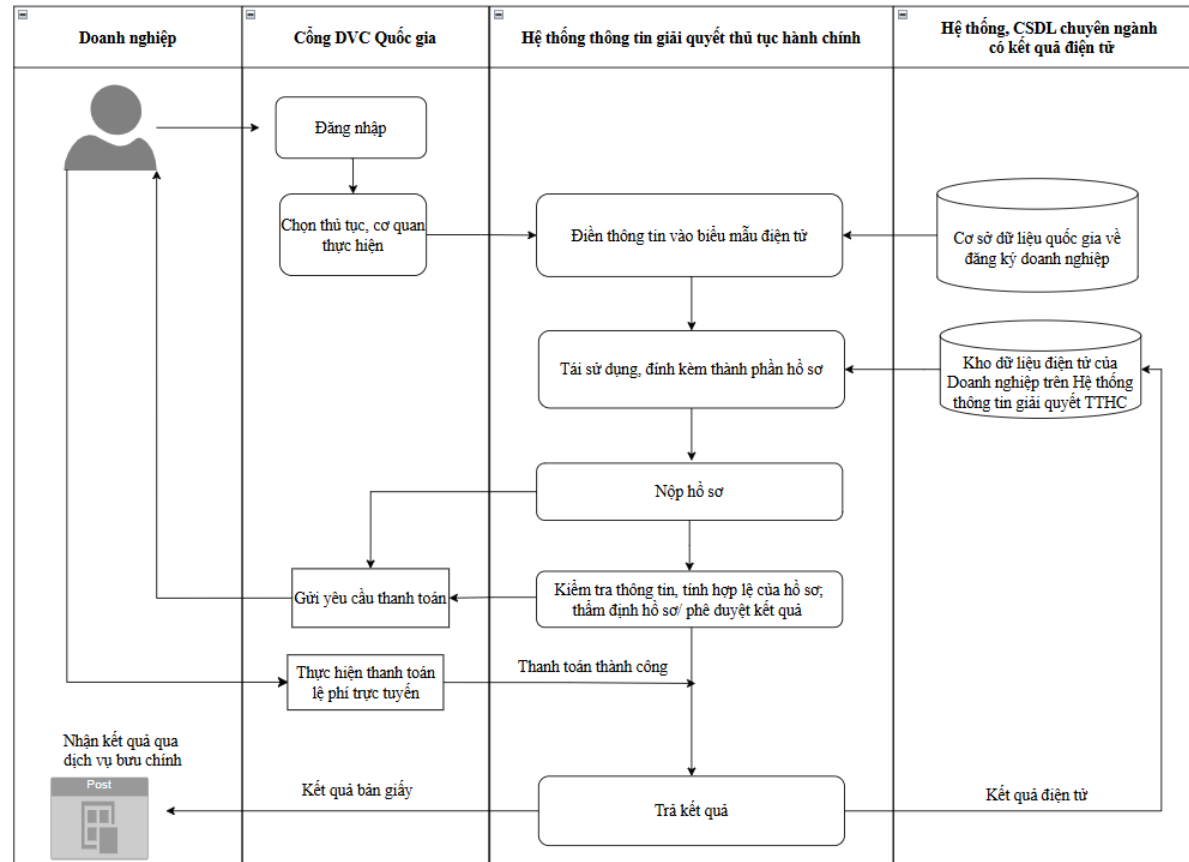 Doanh nghiệp
Cổng DVC Quốc gia
Hệ thống thông tin giải quyết thủ tục hành chính
Hệ thống, CSDL chuyên ngành
có kết quả điện tử
Đăng nhập
Chọn thủ tục, cơ quan
thực hiện
Điền thông tin vào biểu mẫu điện tử
Cơ sở dữ liệu quốc gia về
đăng ký doanh nghiệp
Tái sử dụng, đính kèm thành phần hồ sơ
Kho dữ liệu điện tử của
Doanh nghiệp trên Hệ thống
thông tin giải quyết TTHC
Nộp hồ sơ
Gửi yêu cầu thanh toán
Kiểm tra thông tin, tính hợp lệ của hồ sơ;
thẩm định hồ sơ/ phê duyệt kết quả
Thực hiện thanh toán
lệ phí trực tuyến
Thanh toán thành công
Nhận kết quả qua
dịch vụ bưu chính
Post
Kết quả bản giấy
Trả kết quả
Kết quả điện tử